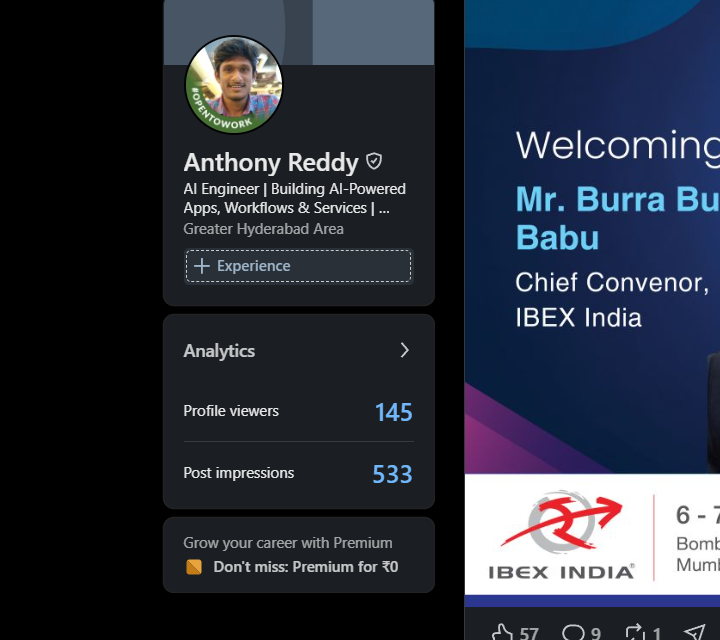 #OPENTOWORK
Anthony Reddy
AI Engineer | Building AI-Powered
Apps, Workflows & Services | ...
Greater Hyderabad Area
+ Experience
Analytics
Profile viewers 145
Post impressions 533
Grow your career with Premium
Don't miss: Premium for ₹0
Welcoming
Mr. Burra Bu
Babu
Chief Convenor,
IBEX India
IBEX INDIA®
6 - 7
Bomb
Mumb
57 9 1